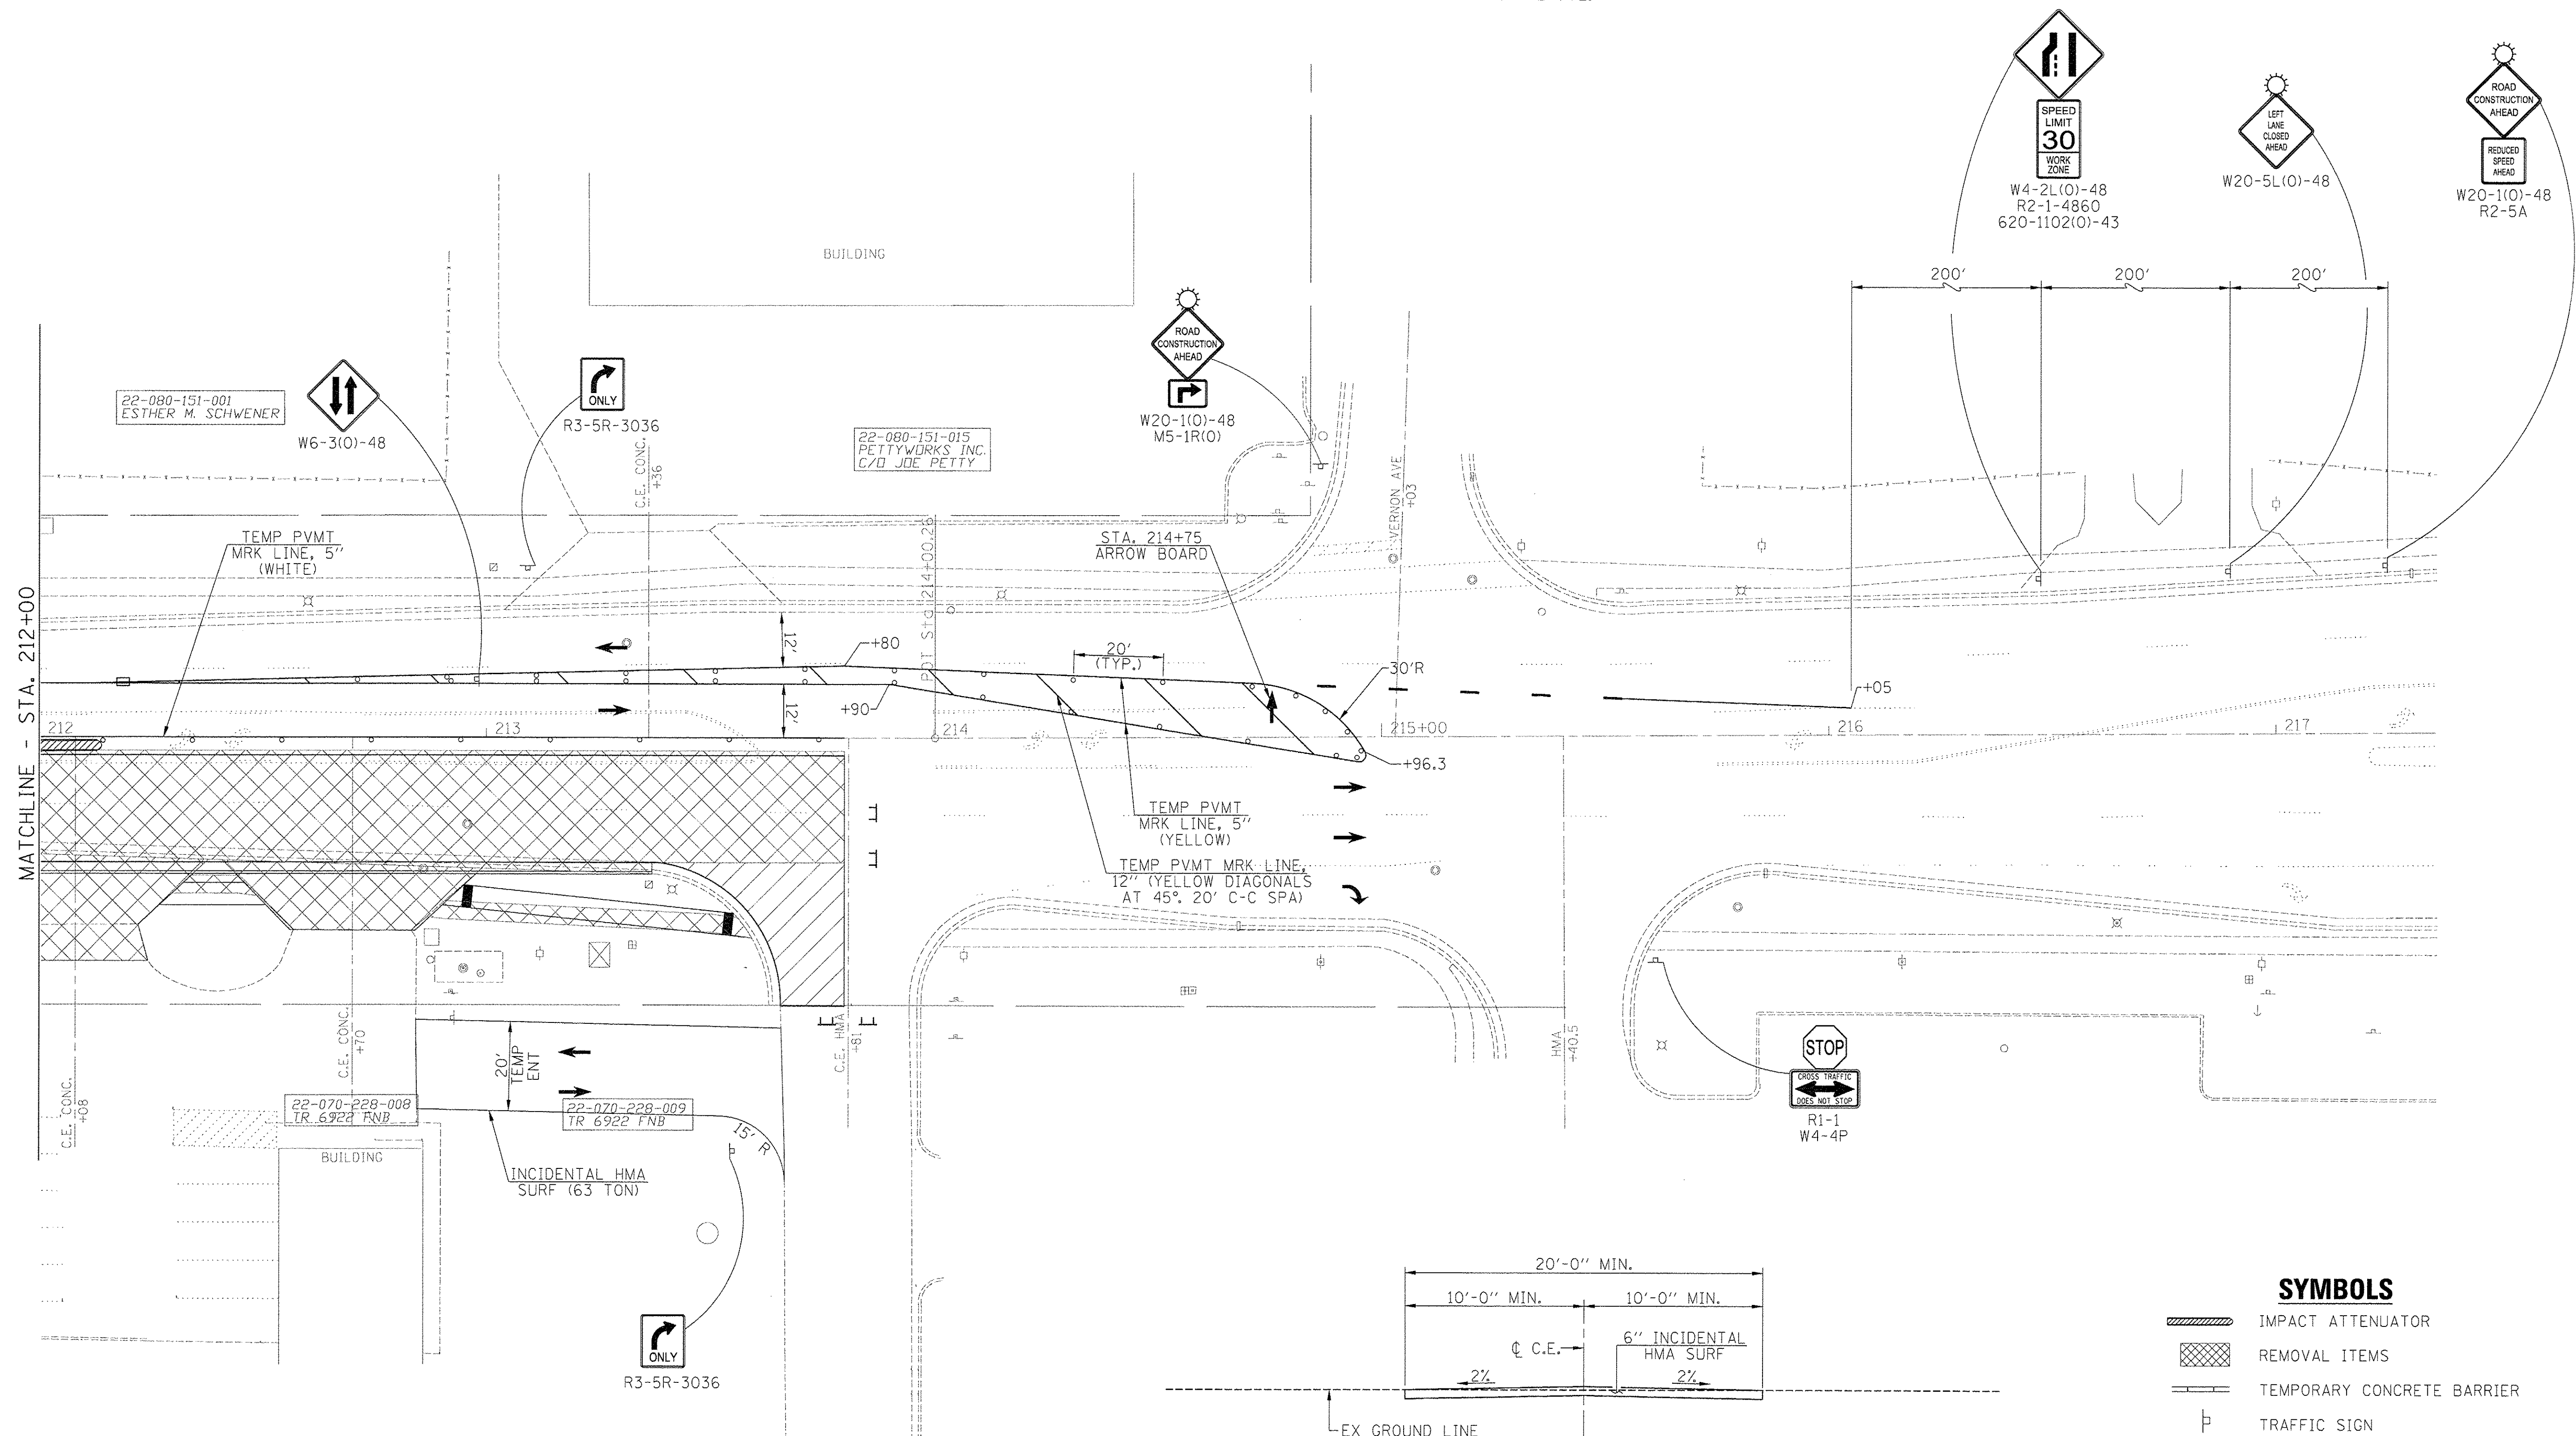 ROAD
CONSTRUCTION
AHEAD
REDUCED
SPEED
AHEAD
W20-1(O)-48
R2-5A
LEFT
LANE
CLOSED
AHEAD
W20-5L(O)-48
SPEED
LIMIT
30
WORK
ZONE
W4-2L(O)-48
R2-1-4860
620-1102(O)-43
200'
200'
200'
BUILDING
ROAD
CONSTRUCTION
AHEAD
W20-1(O)-48
M5-1R(O)
ONLY
R3-5R-3036
W6-3(O)-48
22-080-151-001
ESTHER M. SCHWENER
22-080-151-015
PETTYWORKS INC.
C/O JOE PETTY
C.E. CONC.
+36
VERNON AVE
+03
TEMP PVMT
MRK LINE, 5"
(WHITE)
STA. 214+75
ARROW BOARD
POT Sta 214+00.26
MATCHLINE - STA. 212+00
12'
12'
+80
+90
20'
(TYP.)
30'R
+05
+96.3
212
213
214
215+00
216
217
TEMP PVMT
MRK LINE, 5"
(YELLOW)
TEMP PVMT MRK LINE,
12" (YELLOW DIAGONALS
AT 45°, 20' C-C SPA)
C.E. CONC.
+08
C.E. CONC.
+70
C.E. HMA
+81
HMA
+40.5
20'
TEMP
ENT
22-070-228-008
TR 6922 FNB
22-070-228-009
TR 6922 FNB
15' R
BUILDING
INCIDENTAL HMA
SURF (63 TON)
STOP
CROSS TRAFFIC
DOES NOT STOP
R1-1
W4-4P
ONLY
R3-5R-3036
20'-0" MIN.
10'-0" MIN.
10'-0" MIN.
℄ C.E.
6" INCIDENTAL
HMA SURF
2%
2%
EX GROUND LINE
SYMBOLS
IMPACT ATTENUATOR
REMOVAL ITEMS
TEMPORARY CONCRETE BARRIER
TRAFFIC SIGN